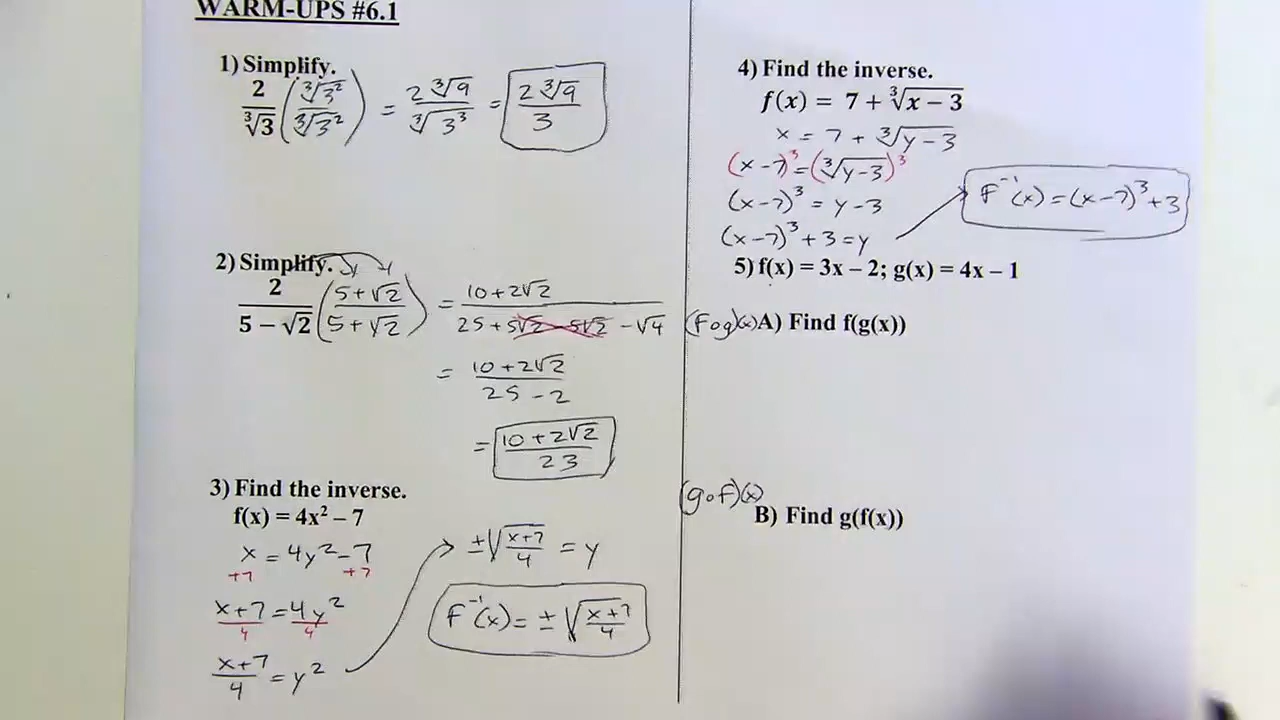 WARM-UPS #6.1
1) Simplify.
2/∛3 (∛3²/∛3²) = 2∛9/∛3³ = 2∛9/3
2) Simplify.
2/(5 − √2) ((5 + √2)/(5 + √2)) = (10 + 2√2)/(25 + 5√2 − 5√2 − √4)
= (10 + 2√2)/(25 − 2)
= (10 + 2√2)/23
3) Find the inverse.
f(x) = 4x² – 7
x = 4y² − 7
+7 +7
x+7 = 4y²
4 4
(x+7)/4 = y²
±√((x+7)/4) = y
F⁻¹(x) = ±√((x+7)/4)
4) Find the inverse.
f(x) = 7 + ∛(x − 3)
x = 7 + ∛(y − 3)
(x − 7)³ = (∛(y − 3))³
(x − 7)³ = y − 3
(x − 7)³ + 3 = y
F⁻¹(x) = (x − 7)³ + 3
5) f(x) = 3x – 2; g(x) = 4x – 1
(F∘g)(x) A) Find f(g(x))
(g∘F)(x)
B) Find g(f(x))